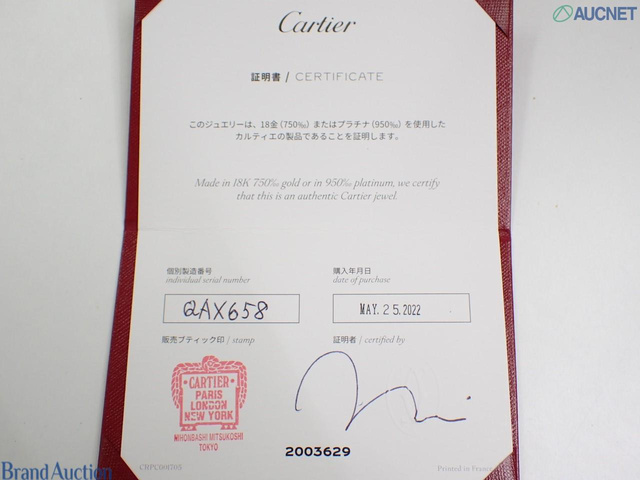 AUCNET
Cartier
証明書 / CERTIFICATE
このジュエリーは、18金(750‰)またはプラチナ(950‰)を使用した
カルティエの製品であることを証明します。
Made in 18K 750‰ gold or in 950‰ platinum, we certify
that this is an authentic Cartier jewel.
個別製造番号
individual serial number
QAX658
購入年月日
date of purchase
MAY. 25.2022
販売ブティック印 / stamp
証明者 / certified by
CARTIER
PARIS
LONDON
NEW YORK
NIHONBASHI MITSUKOSHI
TOKYO
2003629
CRPC001705
Printed in France
Brand Auction